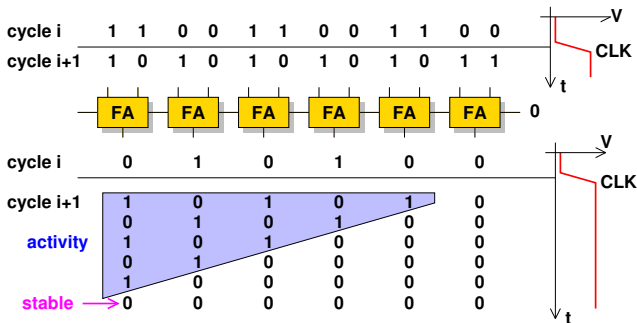 V
cycle i 1 1 0 0 1 1 0 0 1 1 0 0
CLK
cycle i+1 1 0 1 0 1 0 1 0 1 0 1 1
t
FA FA FA FA FA FA 0
V
cycle i 0 1 0 1 0 0
CLK
cycle i+1 1 0 1 0 1 0
0 1 0 1 0 0
activity 1 0 1 0 0 0
0 1 0 0 0 0
1 0 0 0 0 0
stable 0 0 0 0 0 0
t